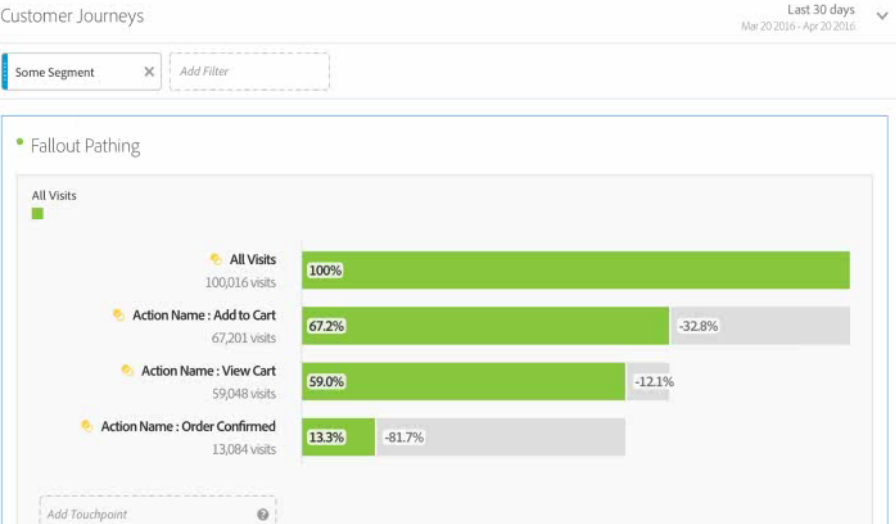 Customer Journeys
Last 30 days
Mar 20 2016 - Apr 20 2016
Some Segment
Add Filter
Fallout Pathing
All Visits
All Visits
100%
100,016 visits
Action Name : Add to Cart
67.2%
-32.8%
67,201 visits
Action Name : View Cart
59.0%
-12.1%
59,048 visits
Action Name : Order Confirmed
13.3%
-81.7%
13,084 visits
Add Touchpoint
?